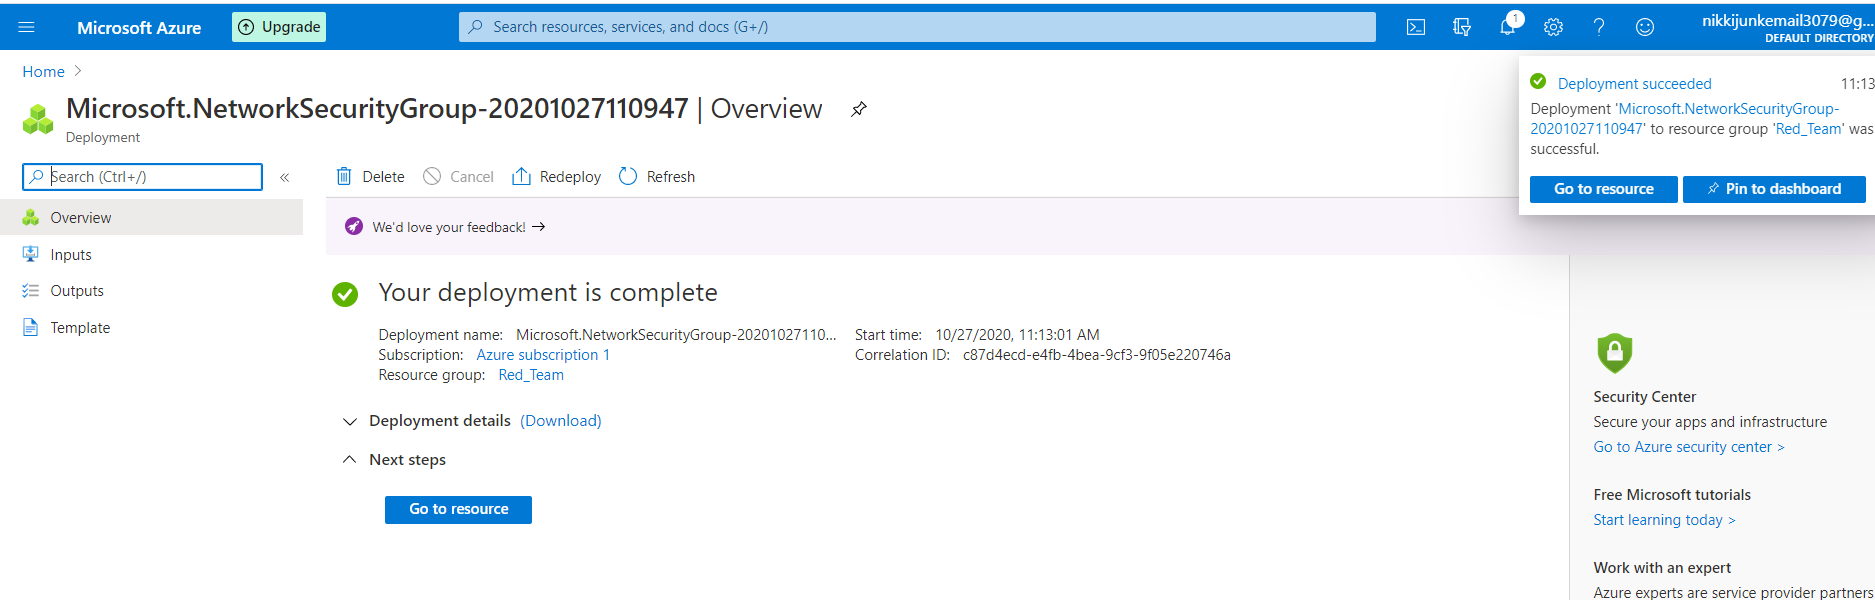 Microsoft Azure
Upgrade
Search resources, services, and docs (G+/)
1
nikkijunkemail3079@g...
DEFAULT DIRECTORY
Home >
Microsoft.NetworkSecurityGroup-20201027110947 | Overview
Deployment
Search (Ctrl+/)
«
Delete
Cancel
Redeploy
Refresh
Overview
Inputs
Outputs
Template
We'd love your feedback! →
Your deployment is complete
Deployment name: Microsoft.NetworkSecurityGroup-20201027110...
Subscription: Azure subscription 1
Resource group: Red_Team
Start time: 10/27/2020, 11:13:01 AM
Correlation ID: c87d4ecd-e4fb-4bea-9cf3-9f05e220746a
Deployment details (Download)
Next steps
Go to resource
Deployment succeeded 11:13
Deployment 'Microsoft.NetworkSecurityGroup-
20201027110947' to resource group 'Red_Team' was
successful.
Go to resource
Pin to dashboard
Security Center
Secure your apps and infrastructure
Go to Azure security center >
Free Microsoft tutorials
Start learning today >
Work with an expert
Azure experts are service provider partners